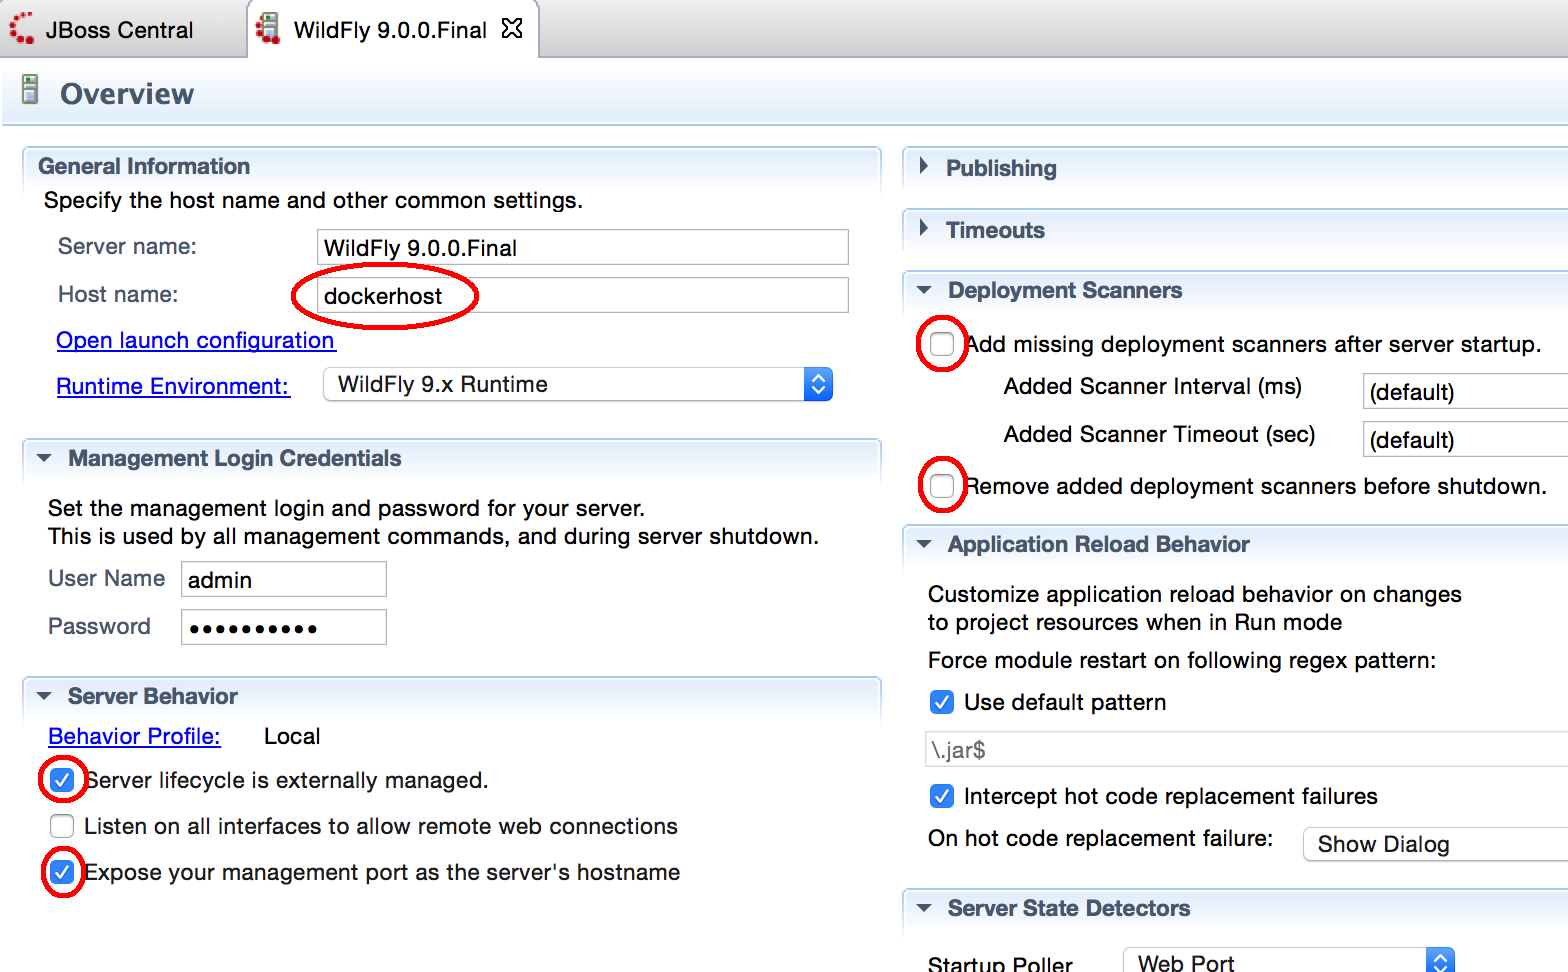 JBoss Central
WildFly 9.0.0.Final
Overview
General Information
Specify the host name and other common settings.
Server name: WildFly 9.0.0.Final
Host name: dockerhost
Open launch configuration
Runtime Environment: WildFly 9.x Runtime
Management Login Credentials
Set the management login and password for your server.
This is used by all management commands, and during server shutdown.
User Name admin
Password ●●●●●●●●●●
Server Behavior
Behavior Profile: Local
Server lifecycle is externally managed.
Listen on all interfaces to allow remote web connections
Expose your management port as the server's hostname
Publishing
Timeouts
Deployment Scanners
Add missing deployment scanners after server startup.
Added Scanner Interval (ms) (default)
Added Scanner Timeout (sec) (default)
Remove added deployment scanners before shutdown.
Application Reload Behavior
Customize application reload behavior on changes
to project resources when in Run mode
Force module restart on following regex pattern:
Use default pattern
\.jar$
Intercept hot code replacement failures
On hot code replacement failure: Show Dialog
Server State Detectors
Startup Poller Web Port